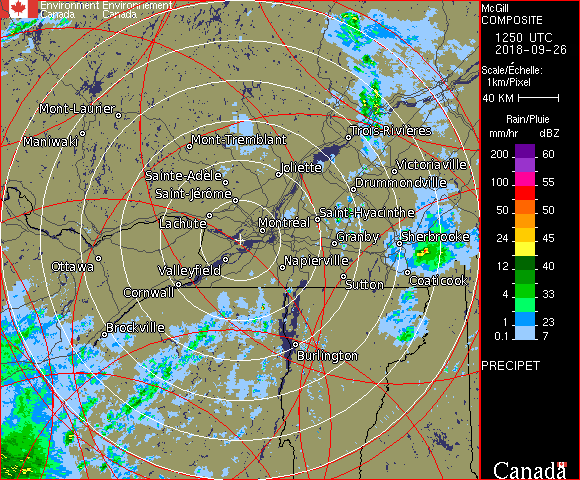 Environment Environnement
Canada Canada
McGill
COMPOSITE
1250 UTC
2018-09-26
Scale/Échelle:
1km/Pixel
40 KM
Rain/Pluie
mm/hr dBZ
200 60
150 57
100 55
50 50
24 45
12 40
4 33
1 23
0.1 7
PRECIPET
Canada
Mont-Laurier
Maniwaki
Mont-Tremblant
Trois-Rivières
Sainte-Adèle
Joliette
Victoriaville
Drummondville
Saint-Jérôme
Saint-Hyacinthe
Lachute
Montréal
Granby
Sherbrooke
Ottawa
Valleyfield
Napierville
Sutton
Coaticook
Cornwall
Brockville
Burlington